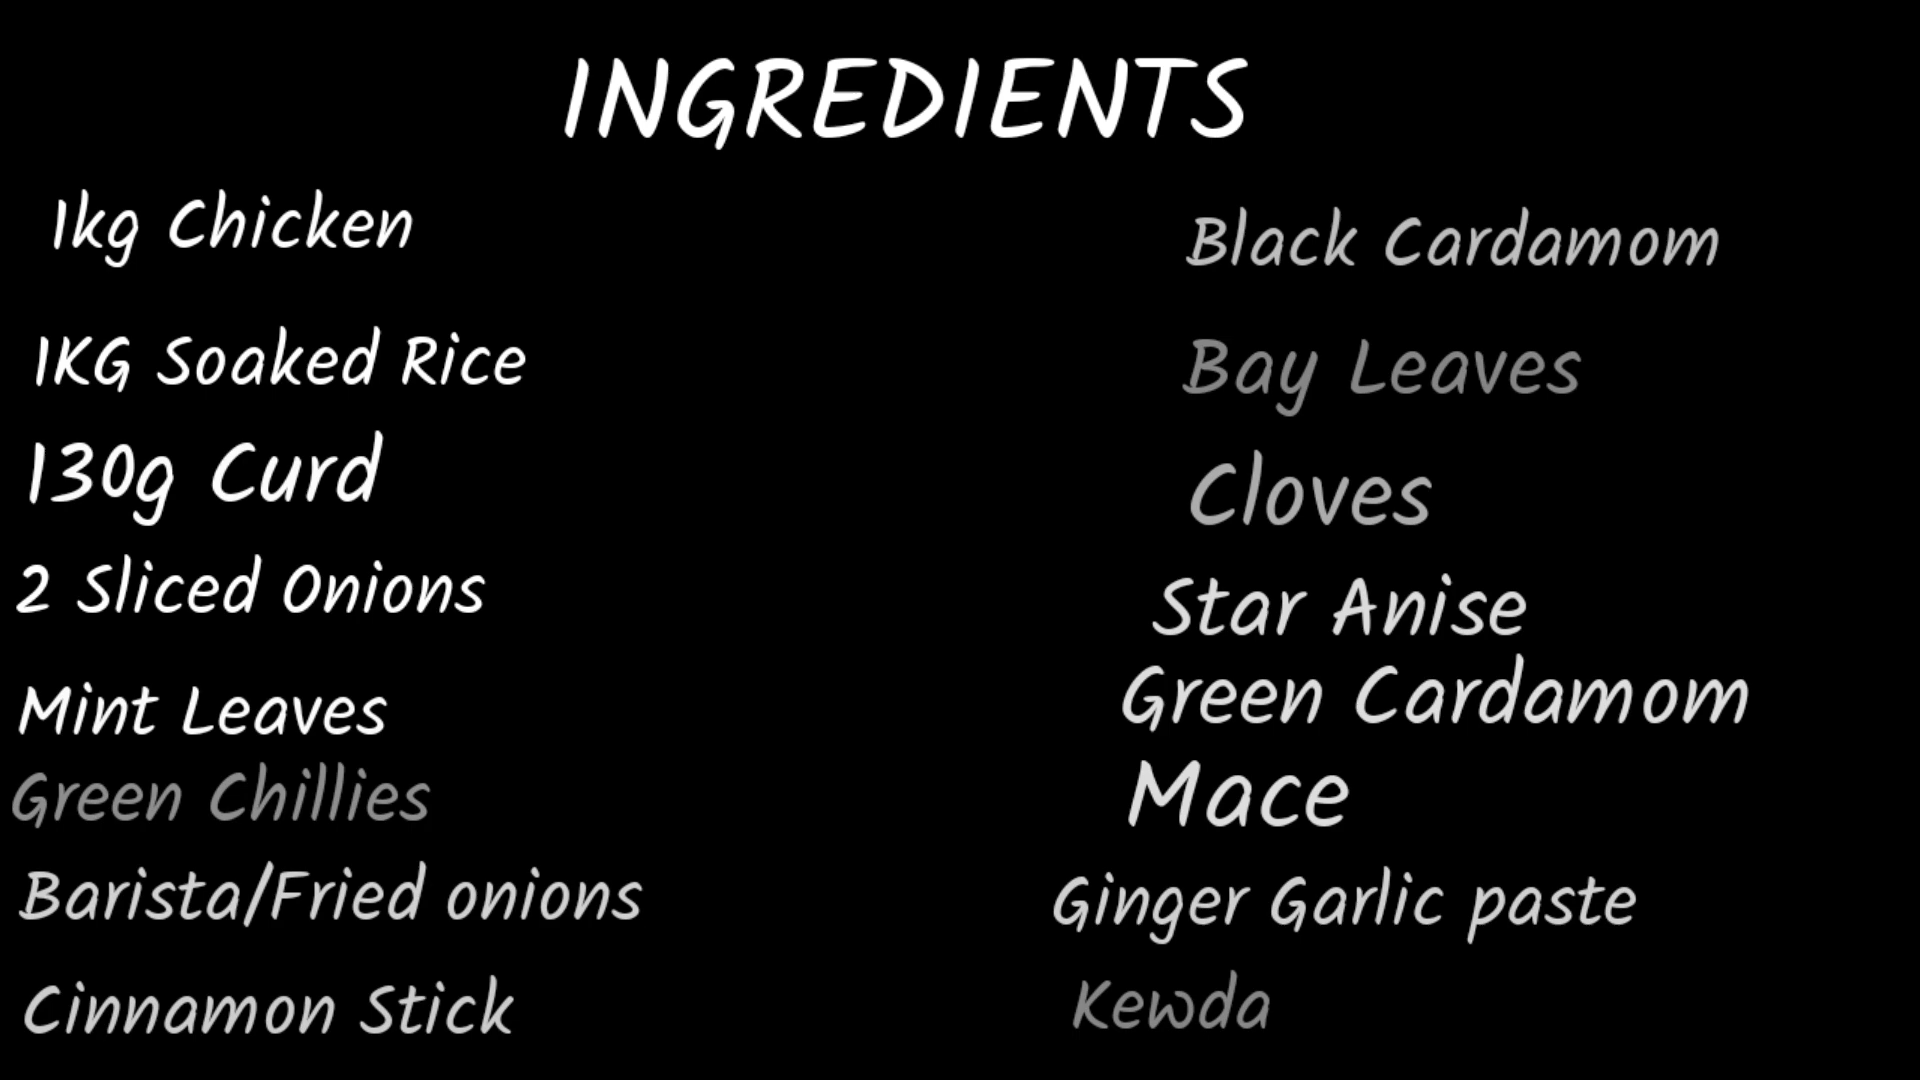 INGREDIENTS
1kg Chicken
1KG Soaked Rice
130g Curd
2 Sliced Onions
Mint Leaves
Green Chillies
Barista/Fried onions
Cinnamon Stick
Black Cardamom
Bay Leaves
Cloves
Star Anise
Green Cardamom
Mace
Ginger Garlic paste
Kewda